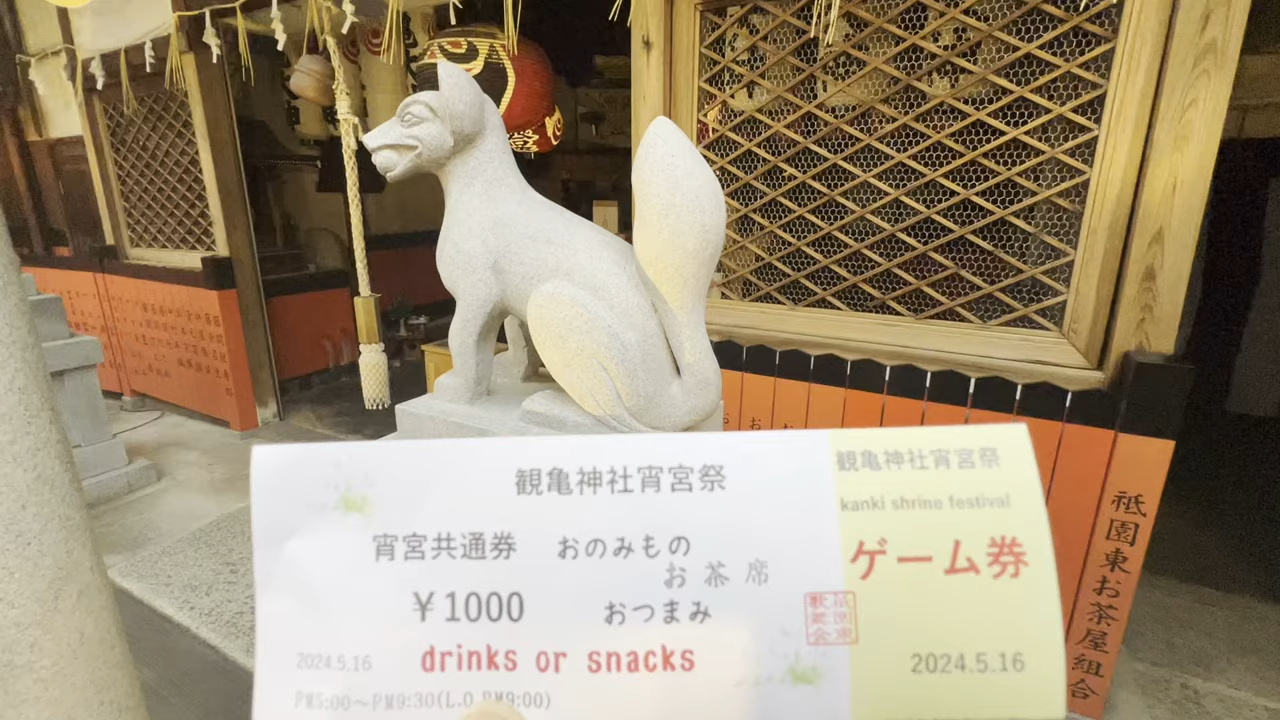 観亀神社宵宮祭
宵宮共通券 おのみもの
お茶席
￥1000 おつまみ
2024.5.16 drinks or snacks
PM5:00～PM9:30(L.O PM9:00)
観亀神社宵宮祭
kanki shrine festival
ゲーム券
2024.5.16
祗園東お茶屋組合